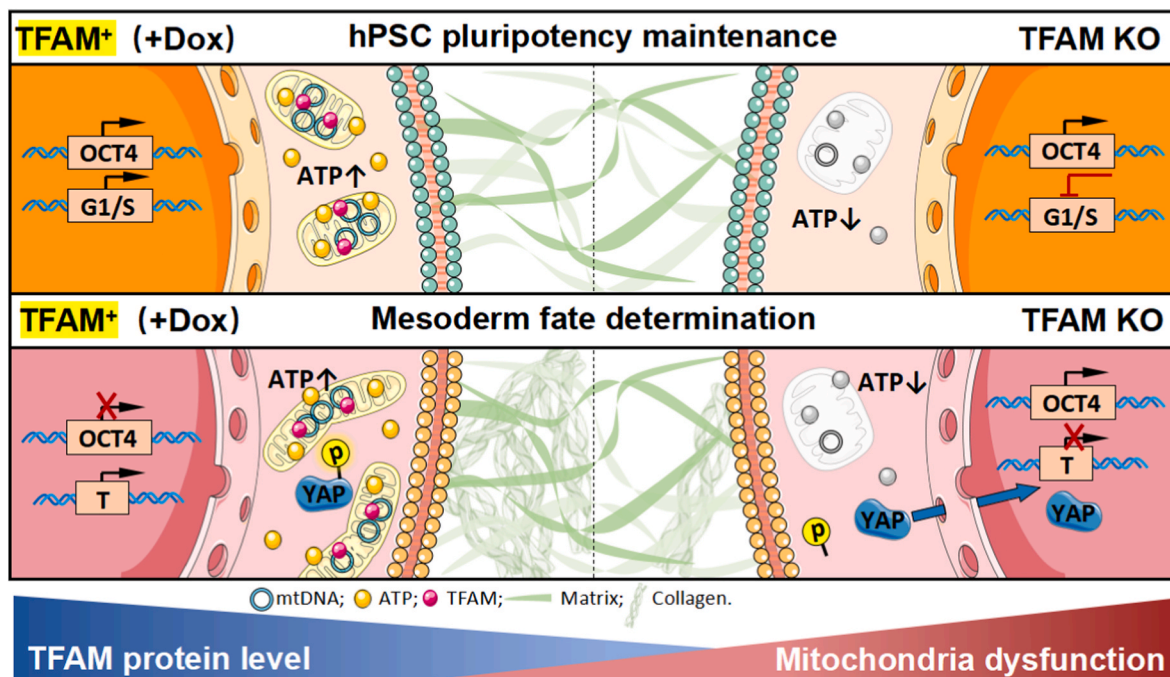 TFAM⁺ (+Dox) hPSC pluripotency maintenance TFAM KO
OCT4
G1/S
ATP↑
ATP↓
OCT4
G1/S
TFAM⁺ (+Dox) Mesoderm fate determination TFAM KO
OCT4
T
ATP↑
p
YAP
ATP↓
p
YAP
OCT4
T
YAP
mtDNA; ATP; TFAM; Matrix; Collagen.
TFAM protein level Mitochondria dysfunction